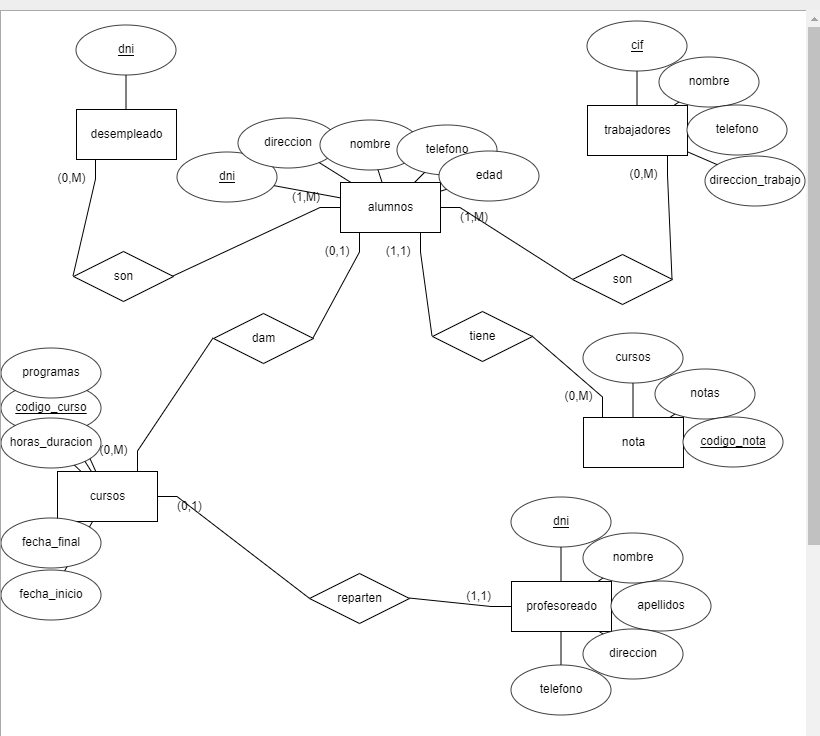 dni
desempleado
(0,M)
son
cif
nombre
trabajadores
telefono
direccion_trabajo
(0,M)
direccion
nombre
telefono
dni
edad
(1,M)
alumnos
(1,M)
(0,1)
(1,1)
son
dam
tiene
cursos
notas
(0,M)
nota
codigo_nota
programas
codigo_curso
horas_duracion
(0,M)
cursos
(0,1)
fecha_final
fecha_inicio
reparten
(1,1)
dni
nombre
profesoreado
apellidos
direccion
telefono